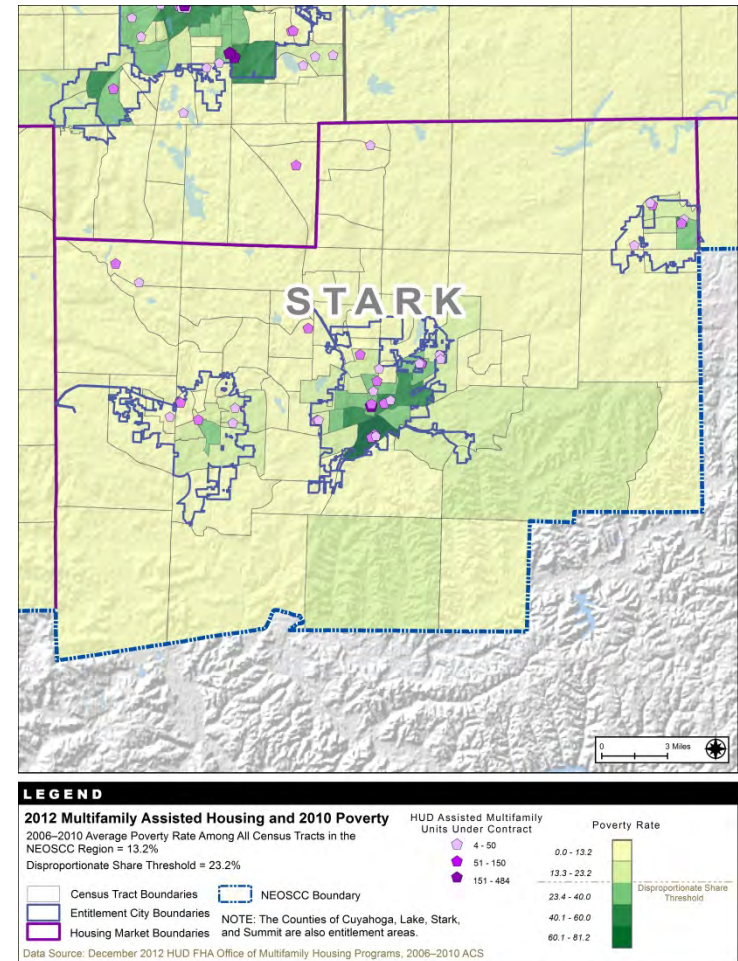 STARK
0 3 Miles
LEGEND
2012 Multifamily Assisted Housing and 2010 Poverty
2006–2010 Average Poverty Rate Among All Census Tracts in the
NEOSCC Region = 13.2%
Disproportionate Share Threshold = 23.2%
Census Tract Boundaries
Entitlement City Boundaries
Housing Market Boundaries
NEOSCC Boundary
NOTE: The Counties of Cuyahoga, Lake, Stark,
and Summit are also entitlement areas.
HUD Assisted Multifamily
Units Under Contract
4 - 50
51 - 150
151 - 484
Poverty Rate
0.0 - 13.2
13.3 - 23.2
23.4 - 40.0
40.1 - 60.0
60.1 - 81.2
Disproportionate Share
Threshold
Data Source: December 2012 HUD FHA Office of Multifamily Housing Programs, 2006–2010 ACS